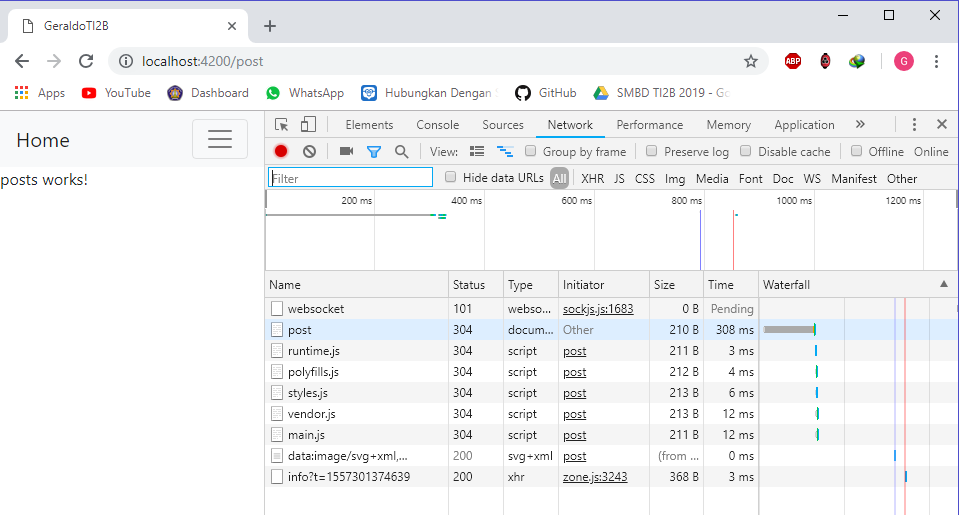 GeraldoTI2B
localhost:4200/post
ABP G
Apps YouTube Dashboard WhatsApp Hubungkan Dengan GitHub SMBD TI2B 2019 -
Elements Console Sources Network Performance Memory Application
View: Group by frame Preserve log Disable cache Offline Online
Filter Hide data URLs All XHR JS CSS Img Media Font Doc WS Manifest Other
200 ms 400 ms 600 ms 800 ms 1000 ms 1200 ms
Home
posts works!
Name Status Type Initiator Size Time Waterfall
websocket 101 webso... sockjs.js:1683 0 B Pending
post 304 docum... Other 210 B 308 ms
runtime.js 304 script post 211 B 3 ms
polyfills.js 304 script post 212 B 4 ms
styles.js 304 script post 213 B 6 ms
vendor.js 304 script post 213 B 12 ms
main.js 304 script post 211 B 12 ms
data:image/svg+xml,... 200 svg+xml post (from ... 0 ms
info?t=1557301374639 200 xhr zone.js:3243 368 B 3 ms